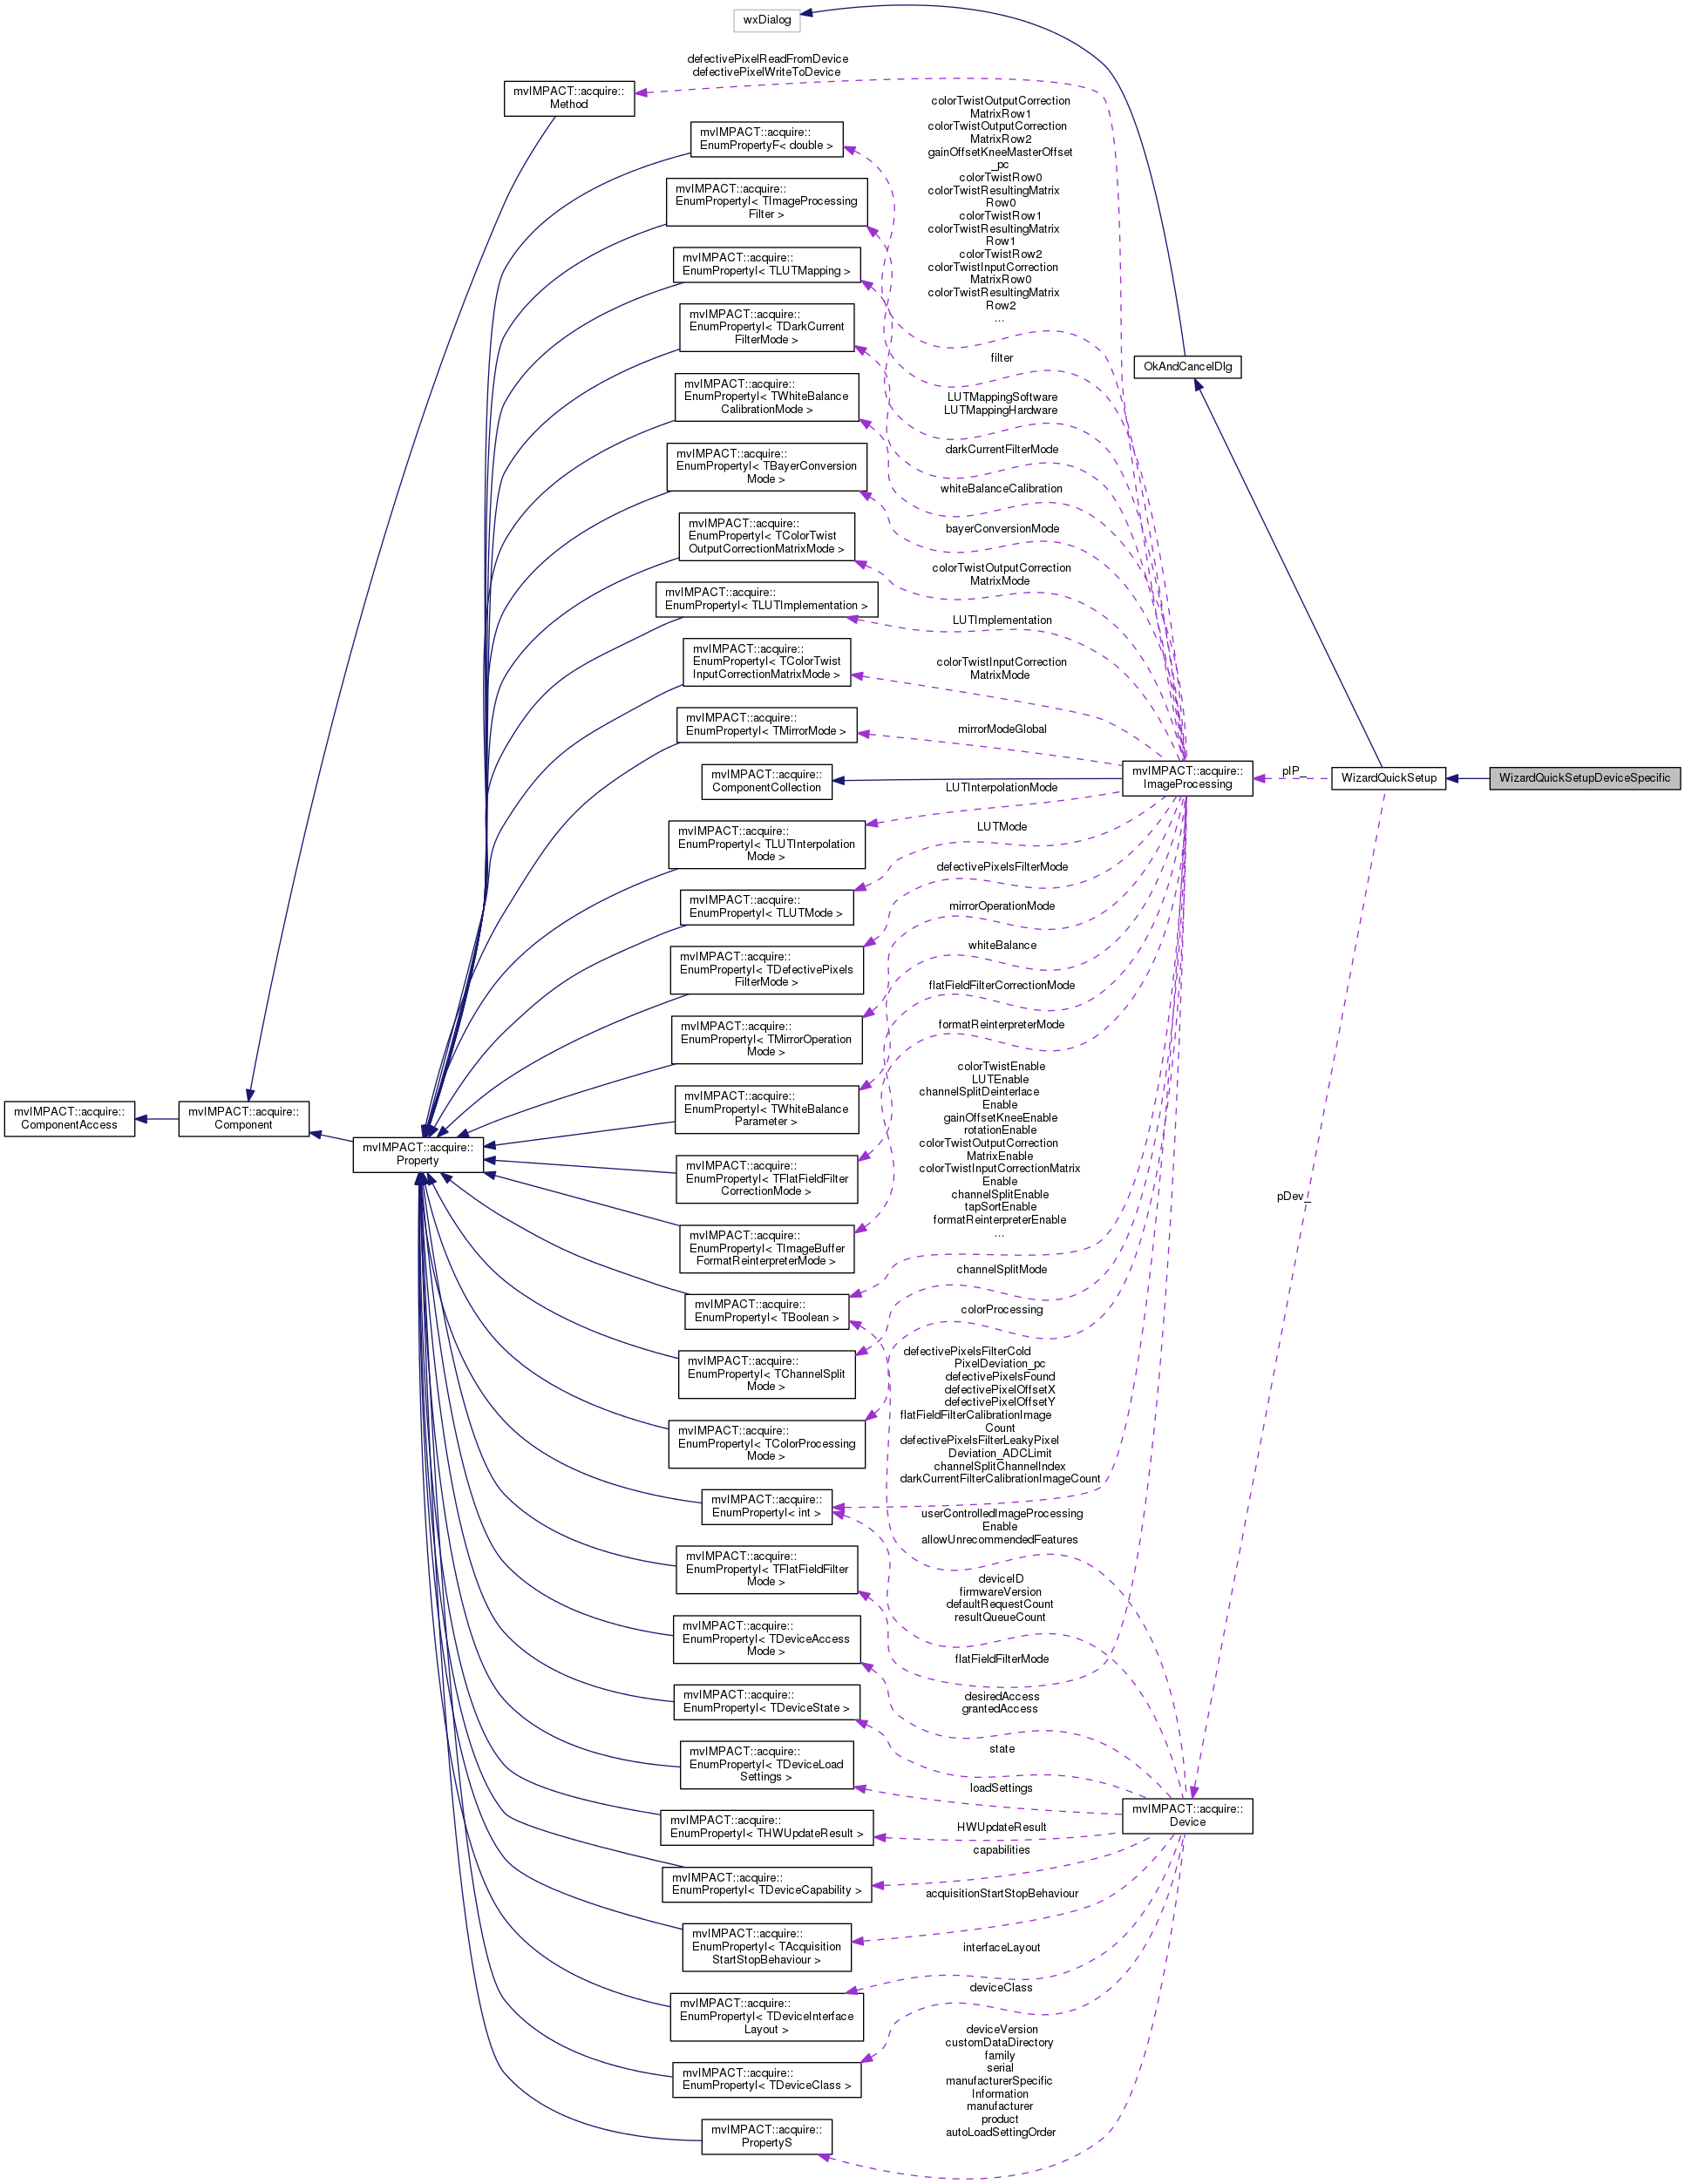 wxDialog
defectivePixelReadFromDevice
defectivePixelWriteToDevice
mvIMPACT::acquire::
Method
colorTwistOutputCorrection
MatrixRow1
colorTwistOutputCorrection
MatrixRow2
gainOffsetKneeMasterOffset
_pc
colorTwistRow0
colorTwistResultingMatrix
Row0
colorTwistRow1
colorTwistResultingMatrix
Row1
colorTwistRow2
colorTwistInputCorrection
MatrixRow0
colorTwistResultingMatrix
Row2
...
mvIMPACT::acquire::
EnumPropertyF< double >
mvIMPACT::acquire::
EnumPropertyI< TImageProcessing
Filter >
mvIMPACT::acquire::
EnumPropertyI< TLUTMapping >
mvIMPACT::acquire::
EnumPropertyI< TDarkCurrent
FilterMode >
filter
OkAndCancelDlg
mvIMPACT::acquire::
EnumPropertyI< TWhiteBalance
CalibrationMode >
LUTMappingSoftware
LUTMappingHardware
mvIMPACT::acquire::
EnumPropertyI< TBayerConversion
Mode >
darkCurrentFilterMode
whiteBalanceCalibration
mvIMPACT::acquire::
EnumPropertyI< TColorTwist
OutputCorrectionMatrixMode >
bayerConversionMode
colorTwistOutputCorrection
MatrixMode
mvIMPACT::acquire::
EnumPropertyI< TLUTImplementation >
LUTImplementation
mvIMPACT::acquire::
EnumPropertyI< TColorTwist
InputCorrectionMatrixMode >
colorTwistInputCorrection
MatrixMode
mvIMPACT::acquire::
EnumPropertyI< TMirrorMode >
mirrorModeGlobal
mvIMPACT::acquire::
ComponentCollection
mvIMPACT::acquire::
ImageProcessing
pIP_
WizardQuickSetup
WizardQuickSetupDeviceSpecific
LUTInterpolationMode
mvIMPACT::acquire::
EnumPropertyI< TLUTInterpolation
Mode >
LUTMode
defectivePixelsFilterMode
mvIMPACT::acquire::
EnumPropertyI< TLUTMode >
mirrorOperationMode
mvIMPACT::acquire::
EnumPropertyI< TDefectivePixels
FilterMode >
whiteBalance
flatFieldFilterCorrectionMode
mvIMPACT::acquire::
EnumPropertyI< TMirrorOperation
Mode >
formatReinterpreterMode
mvIMPACT::acquire::
EnumPropertyI< TWhiteBalance
Parameter >
mvIMPACT::acquire::
ComponentAccess
mvIMPACT::acquire::
Component
mvIMPACT::acquire::
Property
colorTwistEnable
LUTEnable
channelSplitDeinterlace
Enable
gainOffsetKneeEnable
rotationEnable
colorTwistOutputCorrection
MatrixEnable
colorTwistInputCorrectionMatrix
Enable
channelSplitEnable
tapSortEnable
formatReinterpreterEnable
...
mvIMPACT::acquire::
EnumPropertyI< TFlatFieldFilter
CorrectionMode >
pDev_
mvIMPACT::acquire::
EnumPropertyI< TImageBuffer
FormatReinterpreterMode >
channelSplitMode
mvIMPACT::acquire::
EnumPropertyI< TBoolean >
colorProcessing
mvIMPACT::acquire::
EnumPropertyI< TChannelSplit
Mode >
defectivePixelsFilterCold
PixelDeviation_pc
defectivePixelsFound
defectivePixelOffsetX
defectivePixelOffsetY
flatFieldFilterCalibrationImage
Count
defectivePixelsFilterLeakyPixel
Deviation_ADCLimit
channelSplitChannelIndex
darkCurrentFilterCalibrationImageCount
mvIMPACT::acquire::
EnumPropertyI< TColorProcessing
Mode >
mvIMPACT::acquire::
EnumPropertyI< int >
userControlledImageProcessing
Enable
allowUnrecommendedFeatures
mvIMPACT::acquire::
EnumPropertyI< TFlatFieldFilter
Mode >
deviceID
firmwareVersion
defaultRequestCount
resultQueueCount
mvIMPACT::acquire::
EnumPropertyI< TDeviceAccess
Mode >
flatFieldFilterMode
mvIMPACT::acquire::
EnumPropertyI< TDeviceState >
desiredAccess
grantedAccess
state
mvIMPACT::acquire::
EnumPropertyI< TDeviceLoad
Settings >
loadSettings
mvIMPACT::acquire::
Device
mvIMPACT::acquire::
EnumPropertyI< THWUpdateResult >
HWUpdateResult
capabilities
mvIMPACT::acquire::
EnumPropertyI< TDeviceCapability >
acquisitionStartStopBehaviour
mvIMPACT::acquire::
EnumPropertyI< TAcquisition
StartStopBehaviour >
interfaceLayout
deviceClass
mvIMPACT::acquire::
EnumPropertyI< TDeviceInterface
Layout >
mvIMPACT::acquire::
EnumPropertyI< TDeviceClass >
deviceVersion
customDataDirectory
family
serial
manufacturerSpecific
Information
manufacturer
product
autoLoadSettingOrder
mvIMPACT::acquire::
PropertyS